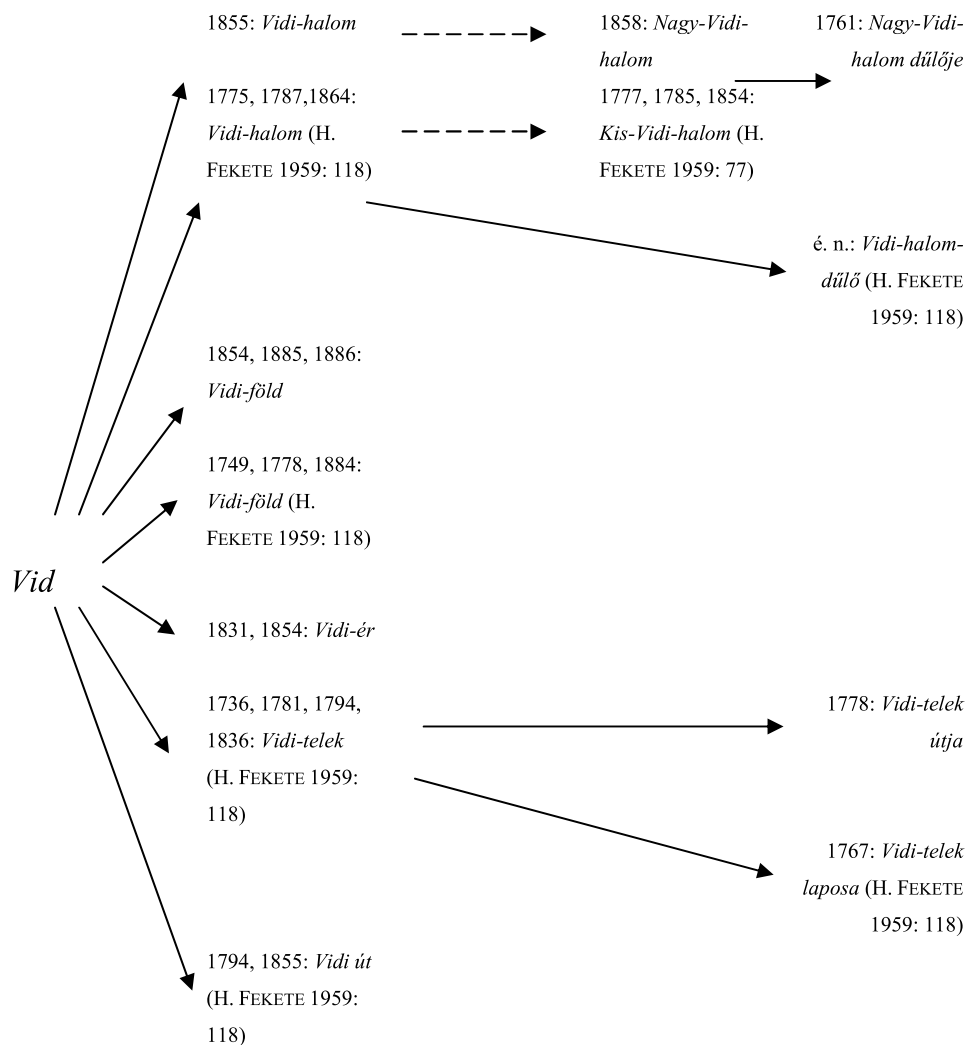 1855: Vidi-halom
1858: Nagy-Vidi-
halom
1761: Nagy-Vidi-
halom dűlője
1775, 1787,1864:
Vidi-halom (H.
FEKETE 1959: 118)
1777, 1785, 1854:
Kis-Vidi-halom (H.
FEKETE 1959: 77)
é. n.: Vidi-halom-
dűlő (H. FEKETE
1959: 118)
1854, 1885, 1886:
Vidi-föld
1749, 1778, 1884:
Vidi-föld (H.
FEKETE 1959: 118)
Vid
1831, 1854: Vidi-ér
1736, 1781, 1794,
1836: Vidi-telek
(H. FEKETE 1959:
118)
1778: Vidi-telek
útja
1767: Vidi-telek
laposa (H. FEKETE
1959: 118)
1794, 1855: Vidi út
(H. FEKETE 1959:
118)